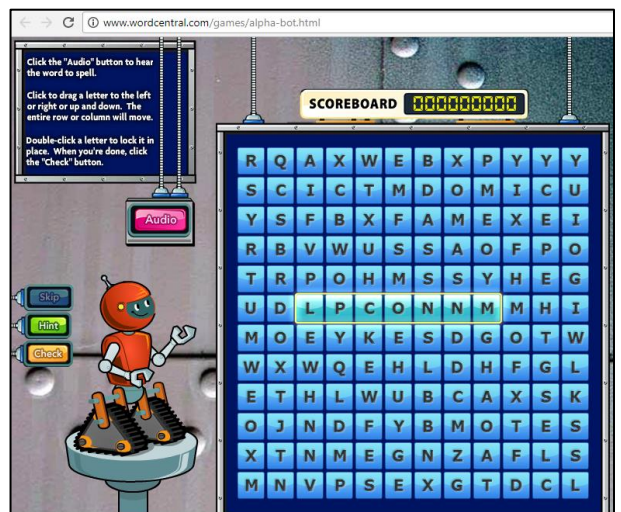 www.wordcentral.com/games/alpha-bot.html
Click the "Audio" button to hear
the word to spell.
Click to drag a letter to the left
or right or up and down. The
entire row or column will move.
Double-click a letter to lock it in
place. When you're done, click
the "Check" button.
SCOREBOARD 000000000
Audio
Skip
Hint
Check
R Q A X W E B X P Y Y Y
S C I C T M D O M I C U
Y S F B X F A M E X E I
R B V W U S S A O F P O
T R P O H M S S Y H E G
U D L P C O N N M M H I
M O E Y K E S D G O T W
W X W Q E H L D H F G L
E T H L W U B C A X S K
O J N D F Y B M O T E S
X T N M E G N Z A F L S
M N V P S E X G T D C L